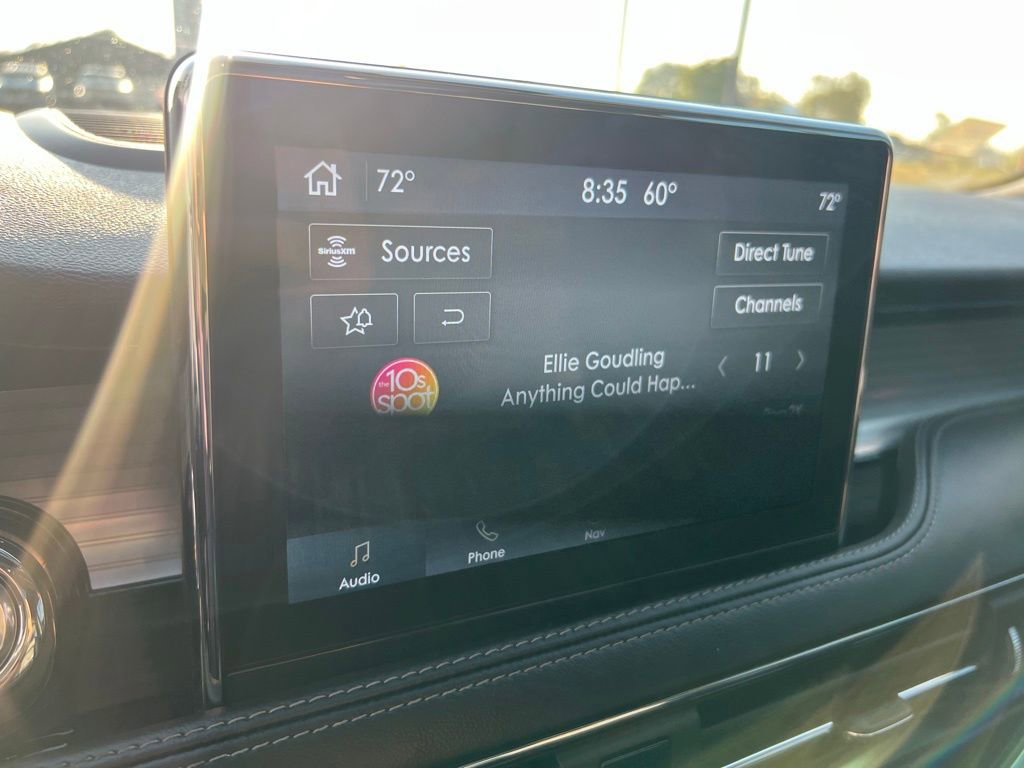 72°
8:35 60°
72°
SiriusXM
Sources
Direct Tune
Channels
the 10s spot
Ellie Goudling
Anything Could Hap...
11
Audio
Phone
Nav